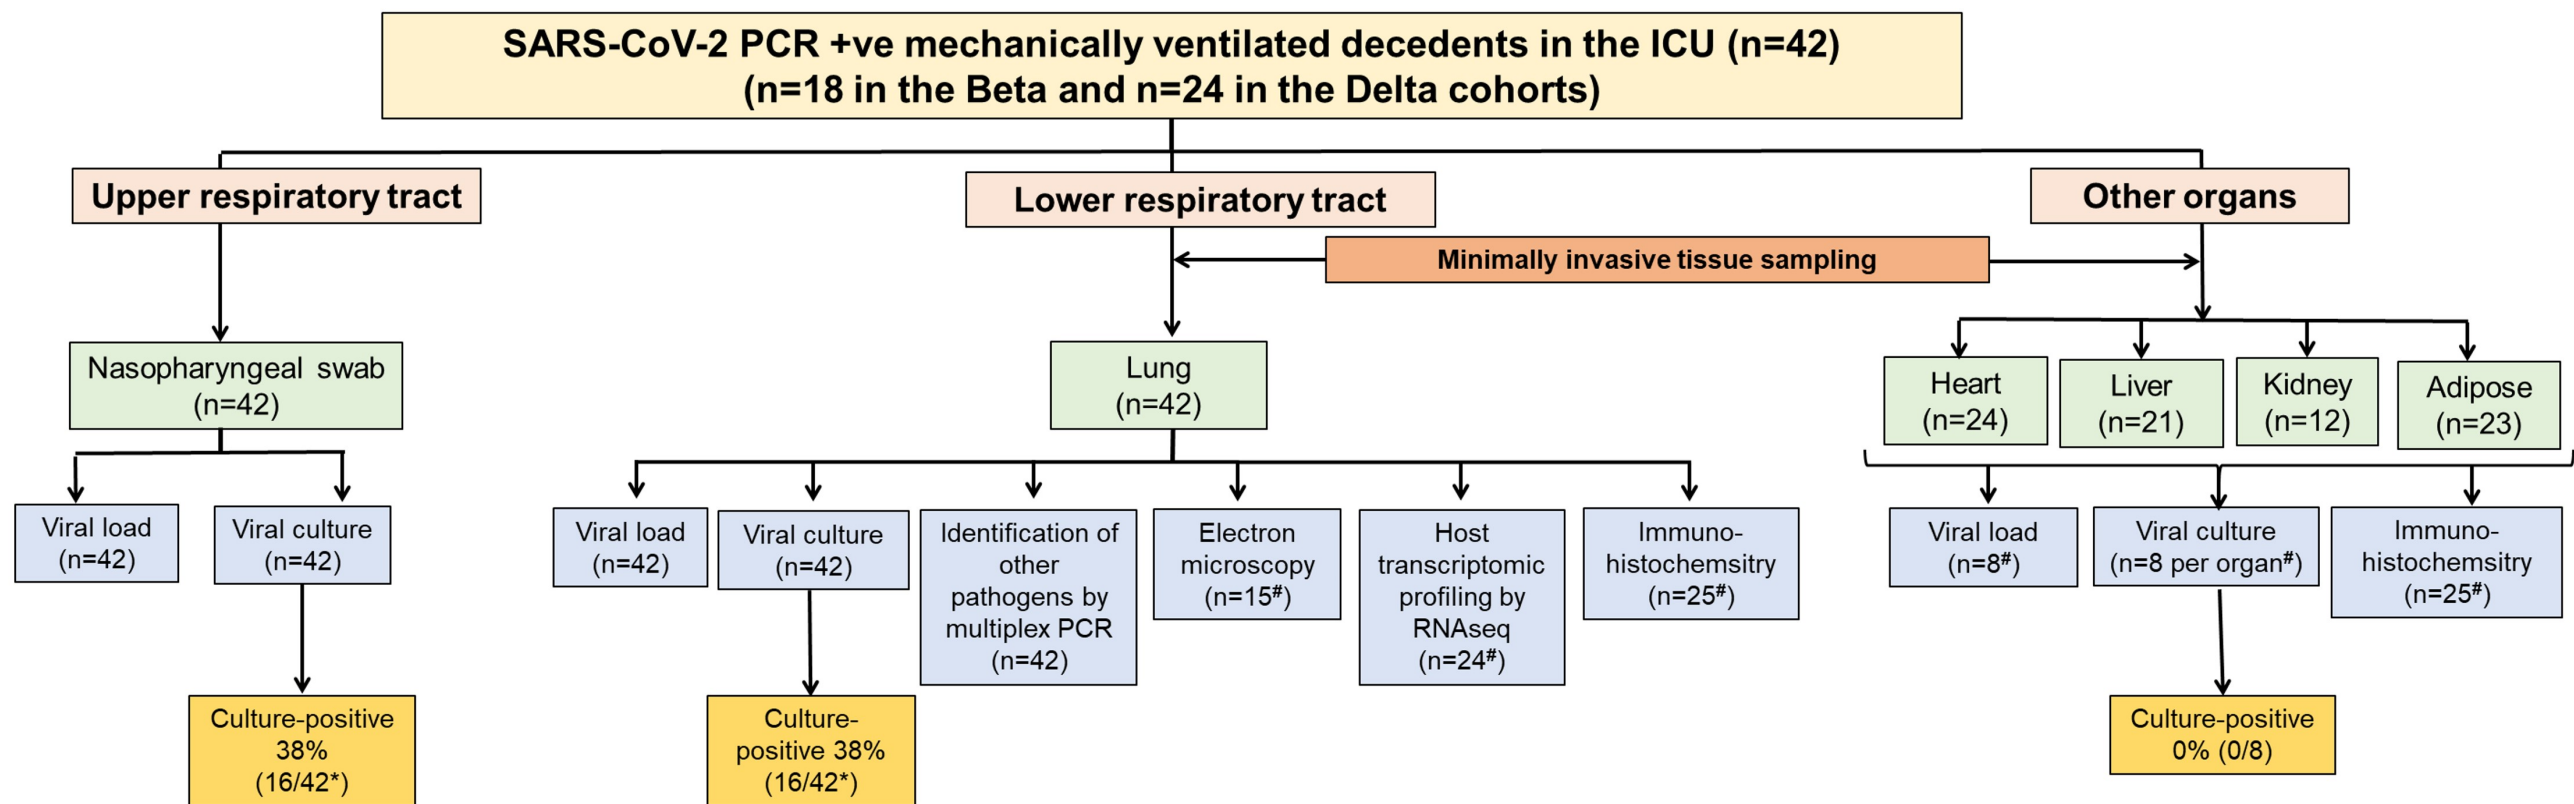 SARS-CoV-2 PCR +ve mechanically ventilated decedents in the ICU (n=42)
(n=18 in the Beta and n=24 in the Delta cohorts)
Upper respiratory tract
Lower respiratory tract
Other organs
Minimally invasive tissue sampling
Nasopharyngeal swab
(n=42)
Lung
(n=42)
Heart
(n=24)
Liver
(n=21)
Kidney
(n=12)
Adipose
(n=23)
Viral load
(n=42)
Viral culture
(n=42)
Viral load
(n=42)
Viral culture
(n=42)
Identification of
other
pathogens by
multiplex PCR
(n=42)
Electron
microscopy
(n=15#)
Host
transcriptomic
profiling by
RNAseq
(n=24#)
Immuno-
histochemsitry
(n=25#)
Viral load
(n=8#)
Viral culture
(n=8 per organ#)
Immuno-
histochemsitry
(n=25#)
Culture-positive
38%
(16/42*)
Culture-
positive 38%
(16/42*)
Culture-positive
0% (0/8)